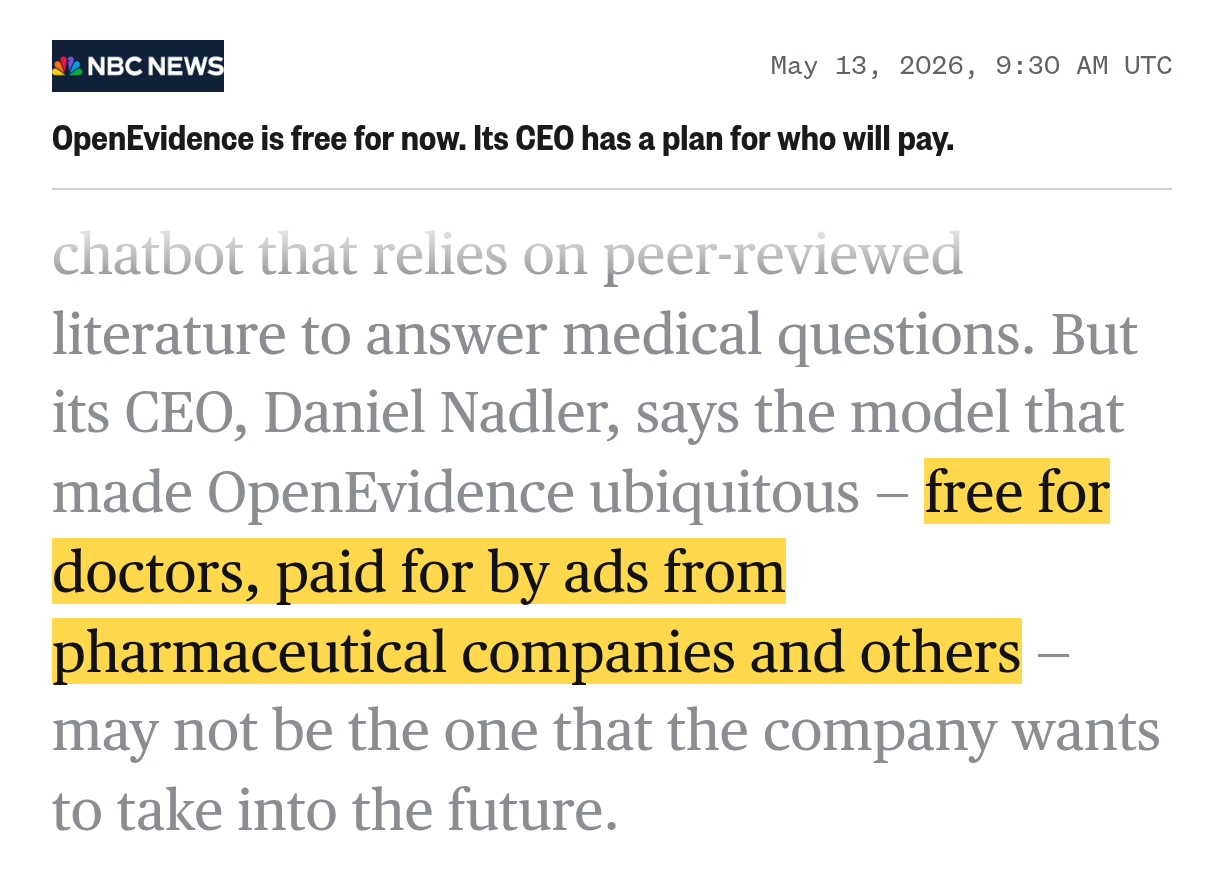 NBC NEWS
May 13, 2026, 9:30 AM UTC
OpenEvidence is free for now. Its CEO has a plan for who will pay.
chatbot that relies on peer-reviewed
literature to answer medical questions. But
its CEO, Daniel Nadler, says the model that
made OpenEvidence ubiquitous — free for
doctors, paid for by ads from
pharmaceutical companies and others —
may not be the one that the company wants
to take into the future.